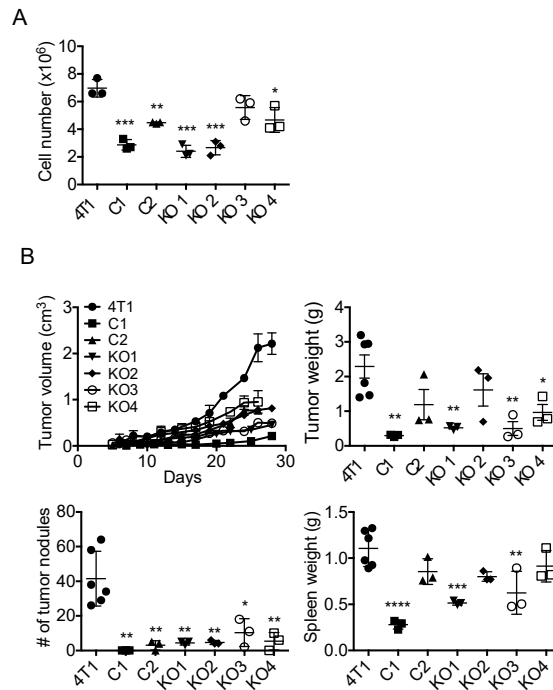 A
Cell number (x10⁶)
10
8
6
4
2
0
*** ** *** *** *
4T1 C1 C2 KO 1 KO 2 KO 3 KO 4
B
Tumor volume (cm³)
3
2
1
0
4T1
C1
C2
KO1
KO2
KO3
KO4
0 10 20 30
Days
Tumor weight (g)
4
3
2
1
0
** ** ** *
4T1 C1 C2 KO 1 KO 2 KO 3 KO 4
# of tumor nodules
80
60
40
20
0
** ** ** ** * **
4T1 C1 C2 KO1 KO2 KO3 KO4
Spleen weight (g)
1.5
1.0
0.5
0.0
**** *** **
4T1 C1 C2 KO1 KO2 KO3 KO4